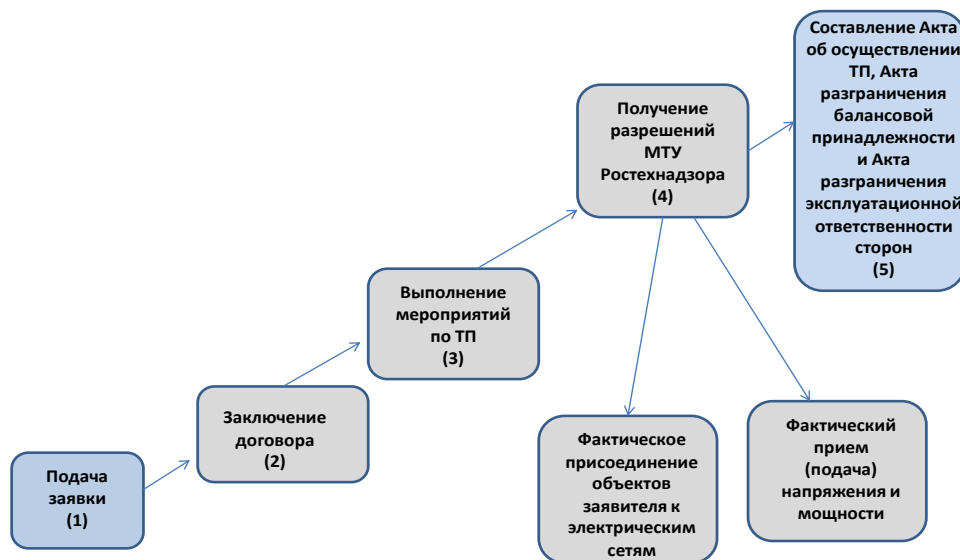 Подача
заявки
(1)
Заключение
договора
(2)
Выполнение
мероприятий
по ТП
(3)
Получение
разрешений
МТУ
Ростехнадзора
(4)
Составление Акта
об осуществлении
ТП, Акта
разграничения
балансовой
принадлежности
и Акта
разграничения
эксплуатационной
ответственности
сторон
(5)
Фактическое
присоединение
объектов
заявителя к
электрическим
сетям
Фактический
прием
(подача)
напряжения и
мощности